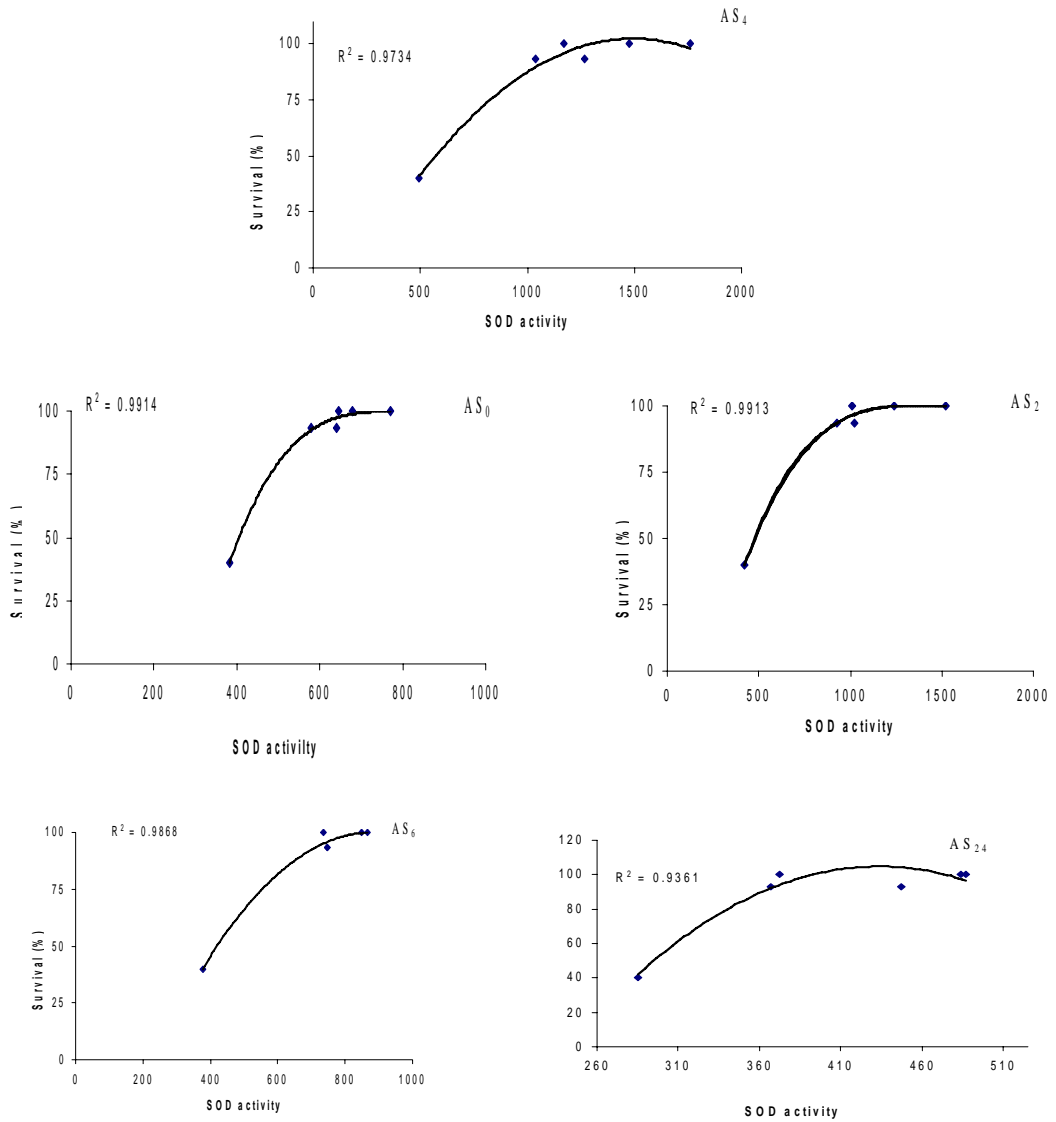 AS4
R2 = 0.9734
100
75
50
25
0
Survival (%)
0 500 1000 1500 2000
SOD activity
R2 = 0.9914
AS0
100
75
50
25
0
Survival (%)
0 200 400 600 800 1000
SOD activilty
R2 = 0.9913
AS2
100
75
50
25
0
Survival (%)
0 500 1000 1500 2000
SOD activity
R2 = 0.9868
AS6
100
75
50
25
0
Survival (%)
0 200 400 600 800 1000
SOD activity
AS24
R2 = 0.9361
120
100
80
60
40
20
0
Survival (%)
260 310 360 410 460 510
SOD activity